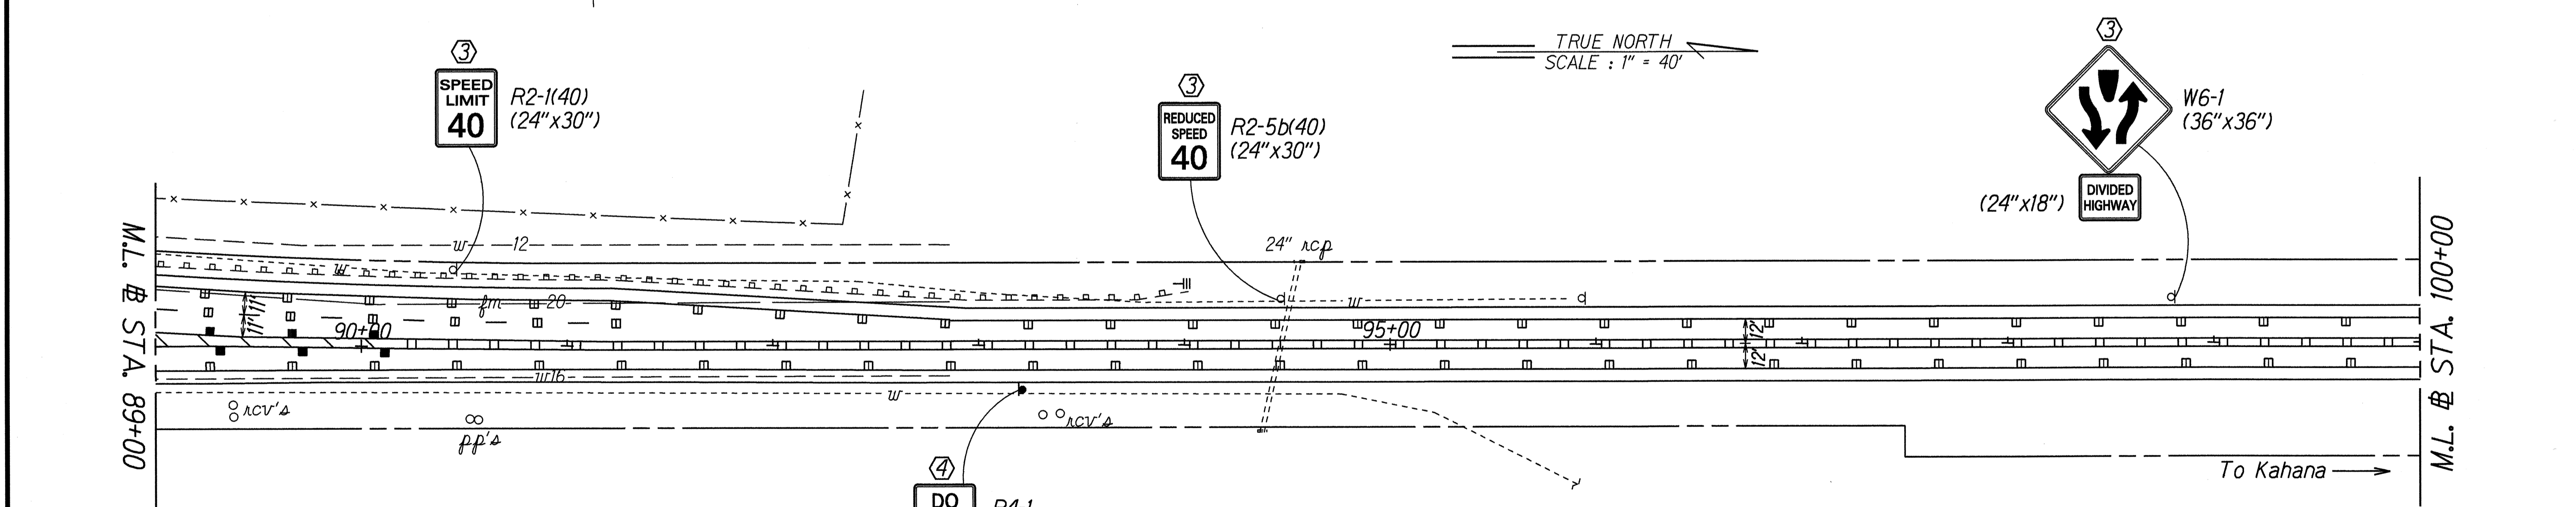 TRUE NORTH
SCALE : 1" = 40'
3
SPEED
LIMIT
40
R2-1(40)
(24"x30")
3
REDUCED
SPEED
40
R2-5b(40)
(24"x30")
3
W6-1
(36"x36")
DIVIDED
HIGHWAY
(24"x18")
M.L. ℄ STA. 89+00
M.L. ℄ STA. 100+00
w 12
w
24" rcp
fm 20
w
11'
11'
90+00
95+00
12'
12'
w16
w
rcv's
pp's
rcv's
To Kahana
4
DO
R4-1